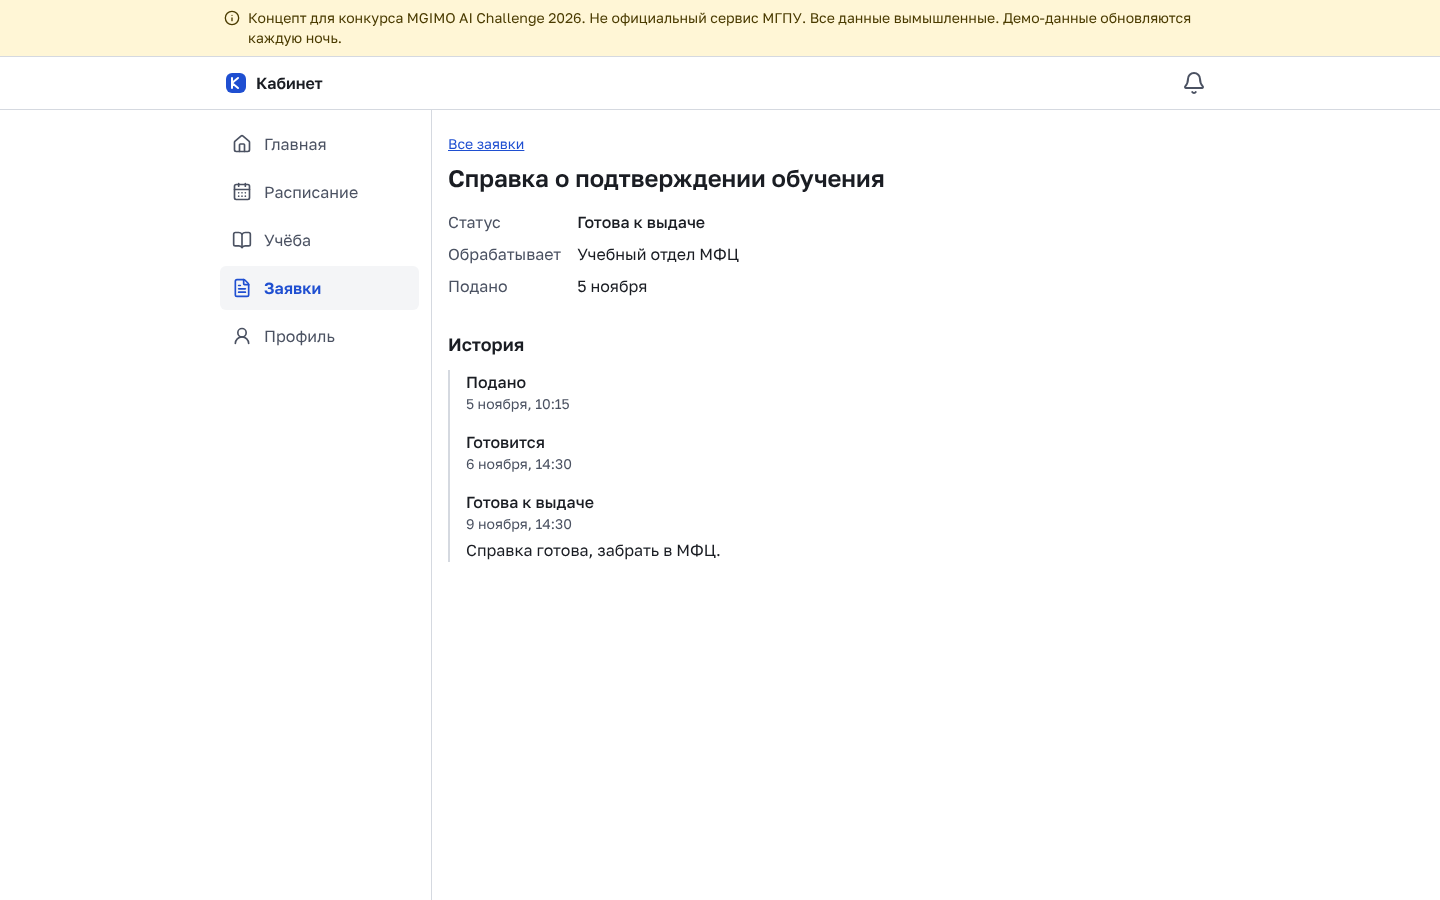 Концепт для конкурса MGIMO AI Challenge 2026. Не официальный сервис МГПУ. Все данные вымышленные. Демо-данные обновляются
каждую ночь.
Кабинет
Главная
Расписание
Учёба
Заявки
Профиль
Все заявки
Справка о подтверждении обучения
Статус Готова к выдаче
Обрабатывает Учебный отдел МФЦ
Подано 5 ноября
История
Подано
5 ноября, 10:15
Готовится
6 ноября, 14:30
Готова к выдаче
9 ноября, 14:30
Справка готова, забрать в МФЦ.